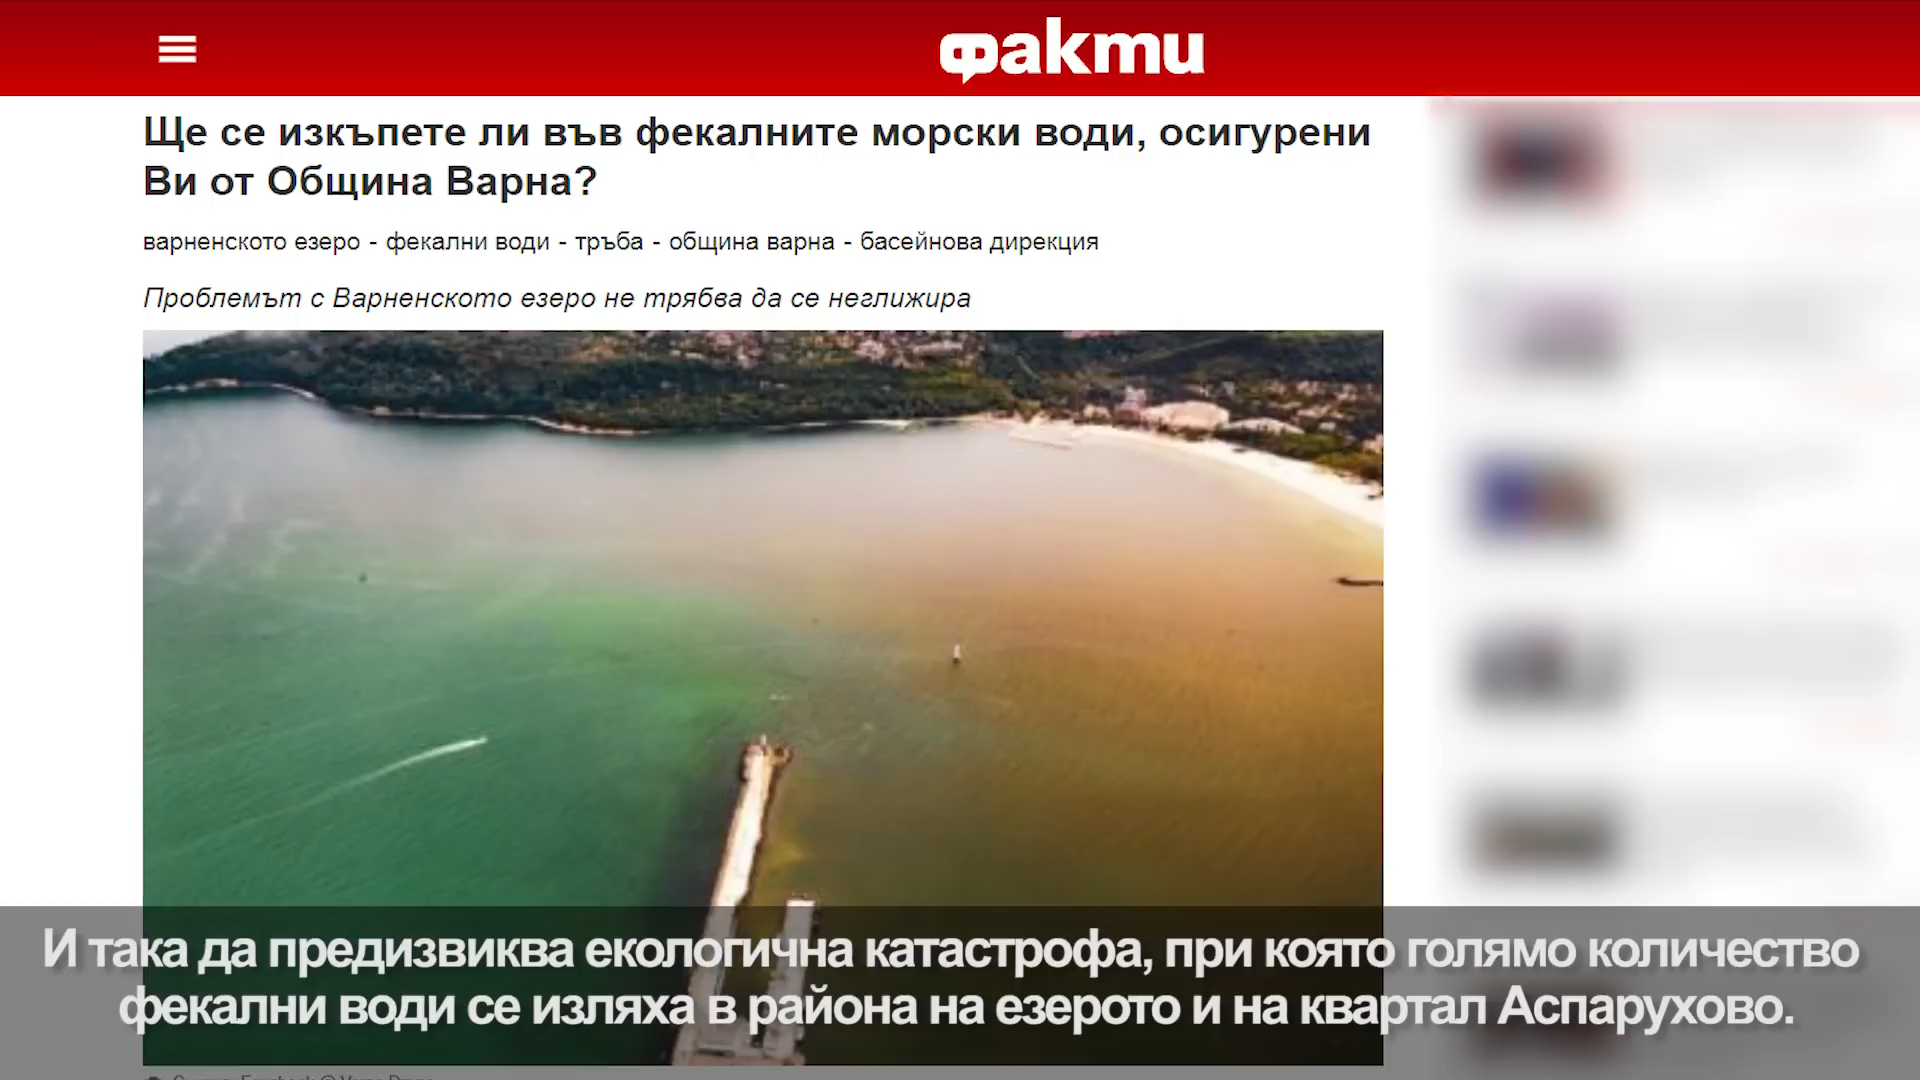 факти
Ще се изкъпете ли във фекалните морски води, осигурени
Ви от Община Варна?
варненското езеро - фекални води - тръба - община варна - басейнова дирекция
Проблемът с Варненското езеро не трябва да се неглижира
И така да предизвиква екологична катастрофа, при която голямо количество
фекални води се изляха в района на езерото и на квартал Аспарухово.